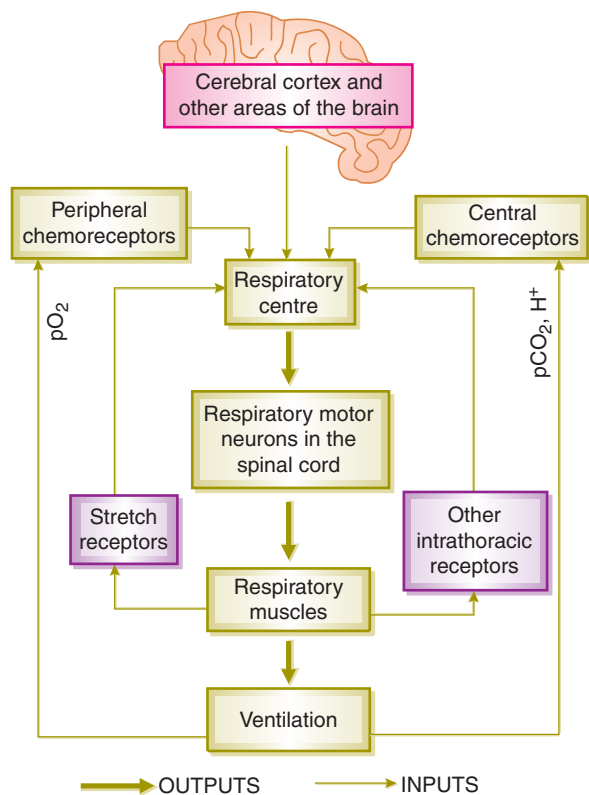 Cerebral cortex and
other areas of the brain
Peripheral
chemoreceptors
Central
chemoreceptors
Respiratory
centre
pO₂
pCO₂, H⁺
Respiratory motor
neurons in the
spinal cord
Stretch
receptors
Other
intrathoracic
receptors
Respiratory
muscles
Ventilation
OUTPUTS
INPUTS